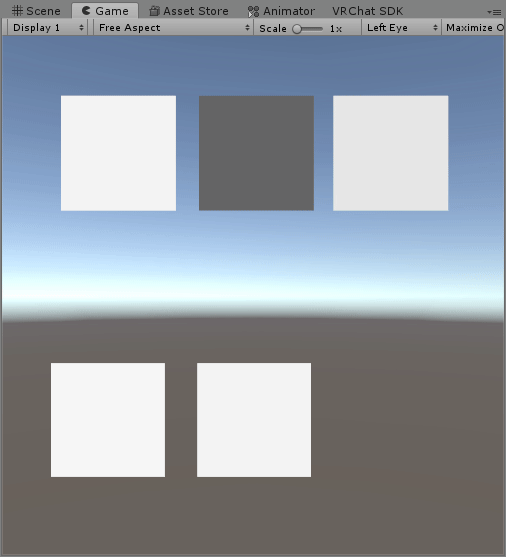 Scene Game Asset Store Animator VRChat SDK
Display 1 Free Aspect Scale 1x Left Eye Maximize O